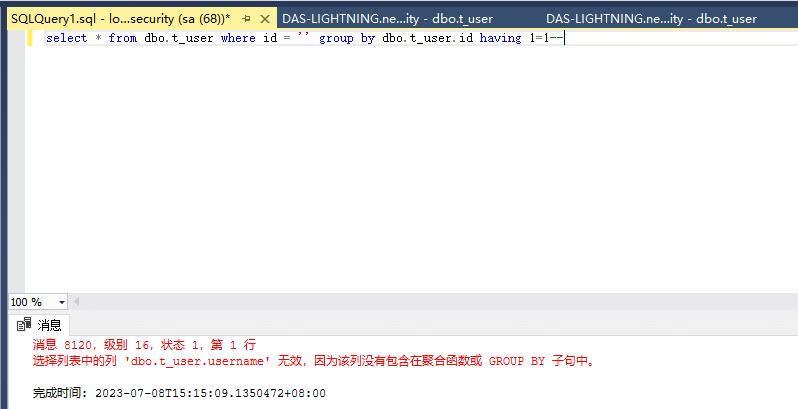 SQLQuery1.sql - lo...security (sa (68))* DAS-LIGHTNING.ne...ity - dbo.t_user DAS-LIGHTNING.ne...ity - dbo.t_user
select * from dbo.t_user where id = '' group by dbo.t_user.id having 1=1--
100 %
消息
消息 8120，级别 16，状态 1，第 1 行
选择列表中的列 'dbo.t_user.username' 无效，因为该列没有包含在聚合函数或 GROUP BY 子句中。
完成时间: 2023-07-08T15:15:09.1350472+08:00